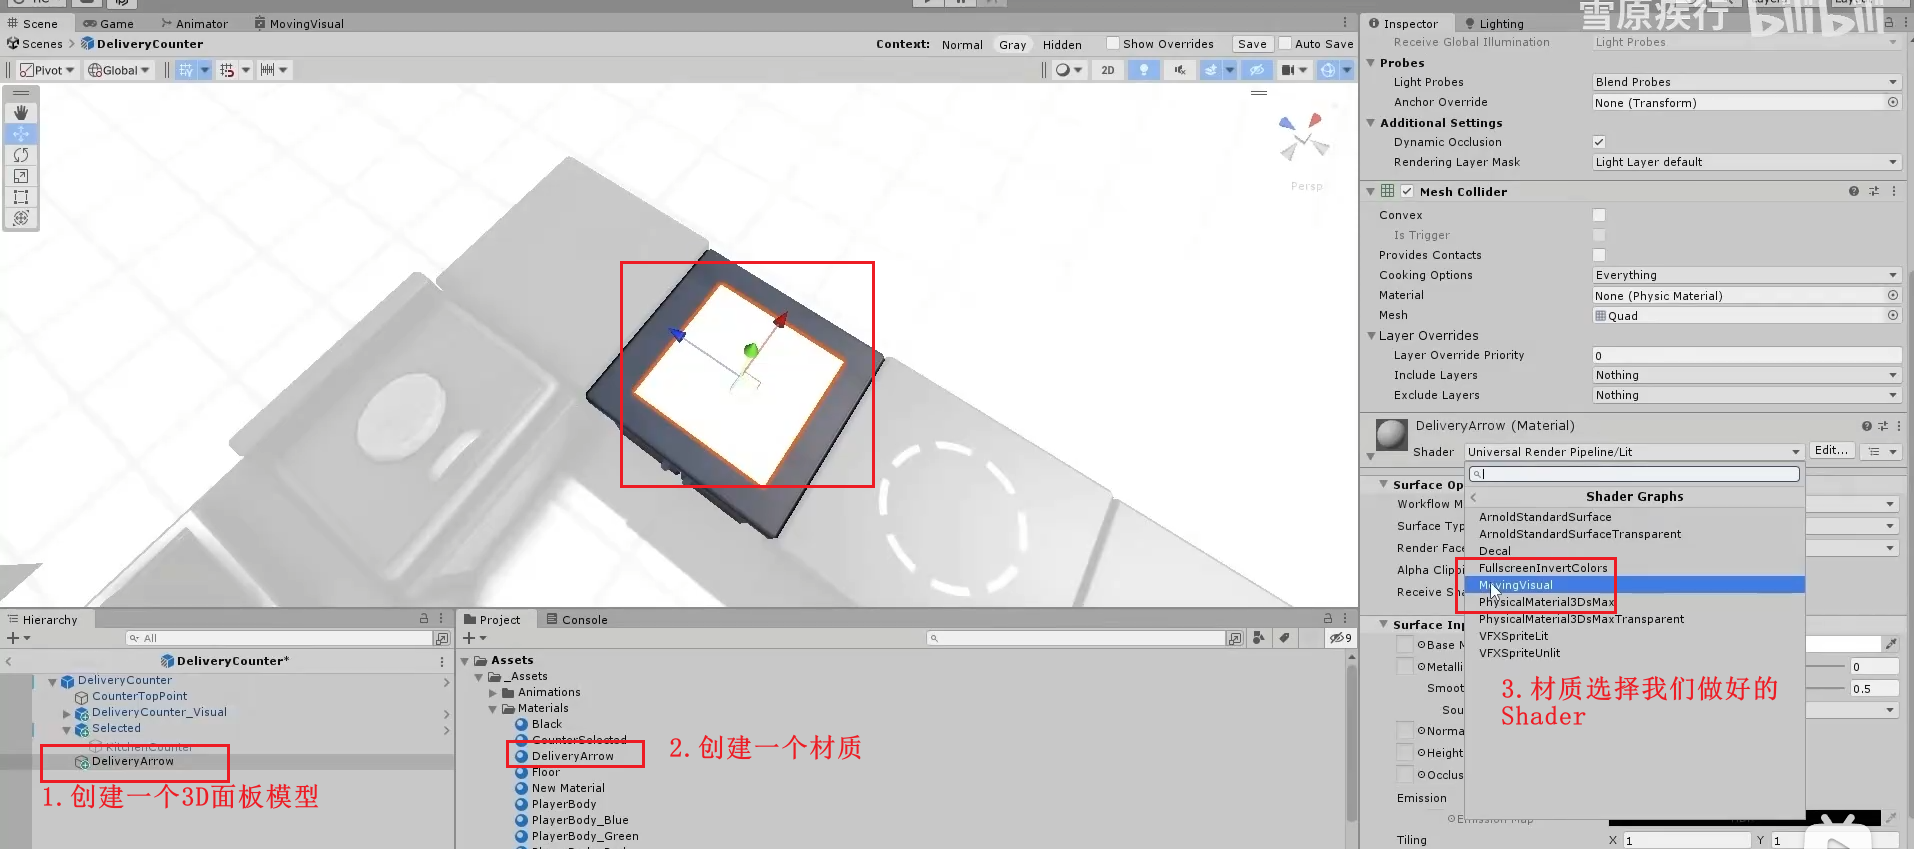 Scene Game Animator MovingVisual
Scenes DeliveryCounter
Context: Normal Gray Hidden Show Overrides Save Auto Save
Pivot Global 2D
Persp
Inspector Lighting
雪原疾行 bilibili
Receive Global Illumination Light Probes
Probes
Light Probes Blend Probes
Anchor Override None (Transform)
Additional Settings
Dynamic Occlusion
Rendering Layer Mask Light Layer default
Mesh Collider
Convex
Is Trigger
Provides Contacts
Cooking Options Everything
Material None (Physic Material)
Mesh Quad
Layer Overrides
Layer Override Priority 0
Include Layers Nothing
Exclude Layers Nothing
DeliveryArrow (Material)
Shader Universal Render Pipeline/Lit Edit...
Shader Graphs
ArnoldStandardSurface
ArnoldStandardSurfaceTransparent
Decal
FullscreenInvertColors
MovingVisual
PhysicalMaterial3DsMax
PhysicalMaterial3DsMaxTransparent
VFXSpriteLit
VFXSpriteUnlit
Surface Op
Workflow M
Surface Typ
Render Face
Alpha Clippi
Receive Sha
Surface Inp
Base M
Metalli 0
Smoot 0.5
Sou
Norma
Height
Occlus
Emission
Emission Map HDR
Tiling X 1 Y 1
3.材质选择我们做好的
Shader
Hierarchy
All
DeliveryCounter*
DeliveryCounter
CounterTopPoint
DeliveryCounter_Visual
Selected
KitchenCounter
DeliveryArrow
1.创建一个3D面板模型
Project Console
9
Assets
_Assets
Animations
Materials
Black
CounterSelected
DeliveryArrow
Floor
New Material
PlayerBody
PlayerBody_Blue
PlayerBody_Green
2.创建一个材质